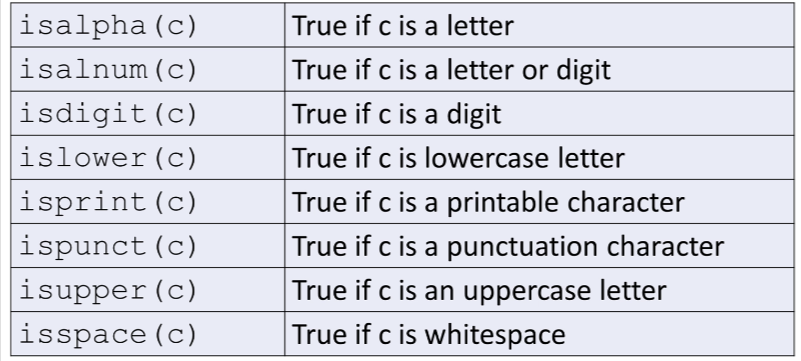 isalpha(c) True if c is a letter
isalnum(c) True if c is a letter or digit
isdigit(c) True if c is a digit
islower(c) True if c is lowercase letter
isprint(c) True if c is a printable character
ispunct(c) True if c is a punctuation character
isupper(c) True if c is an uppercase letter
isspace(c) True if c is whitespace